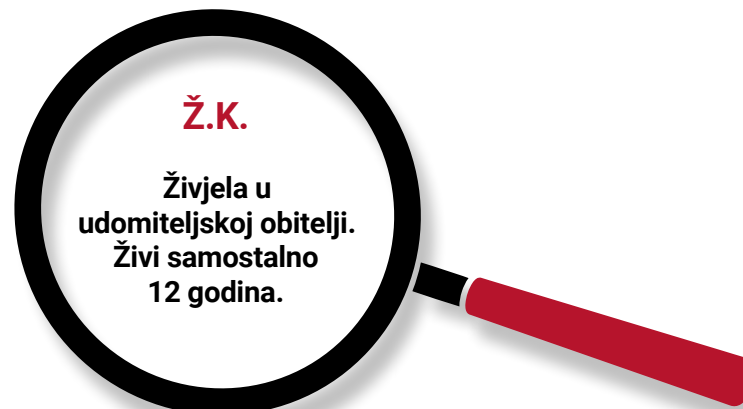 Ž.K.
Živjela u
udomiteljskoj obitelji.
Živi samostalno
12 godina.